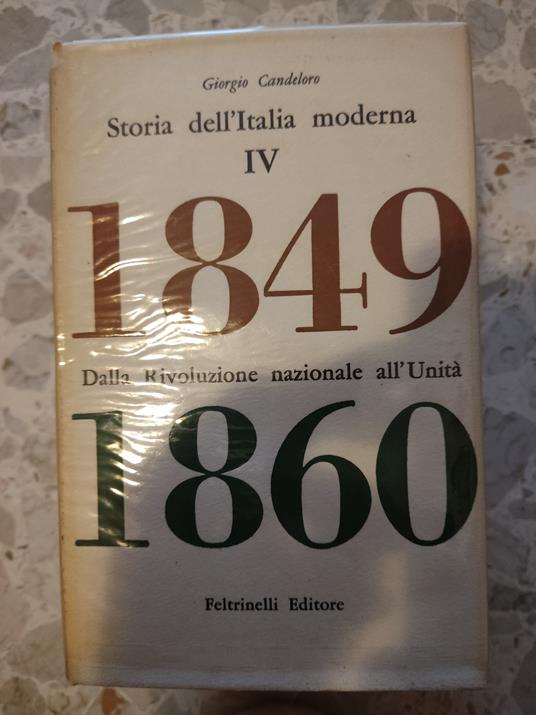 Giorgio Candeloro
Storia dell'Italia moderna
IV
1849
Dalla Rivoluzione nazionale all'Unità
1860
Feltrinelli Editore